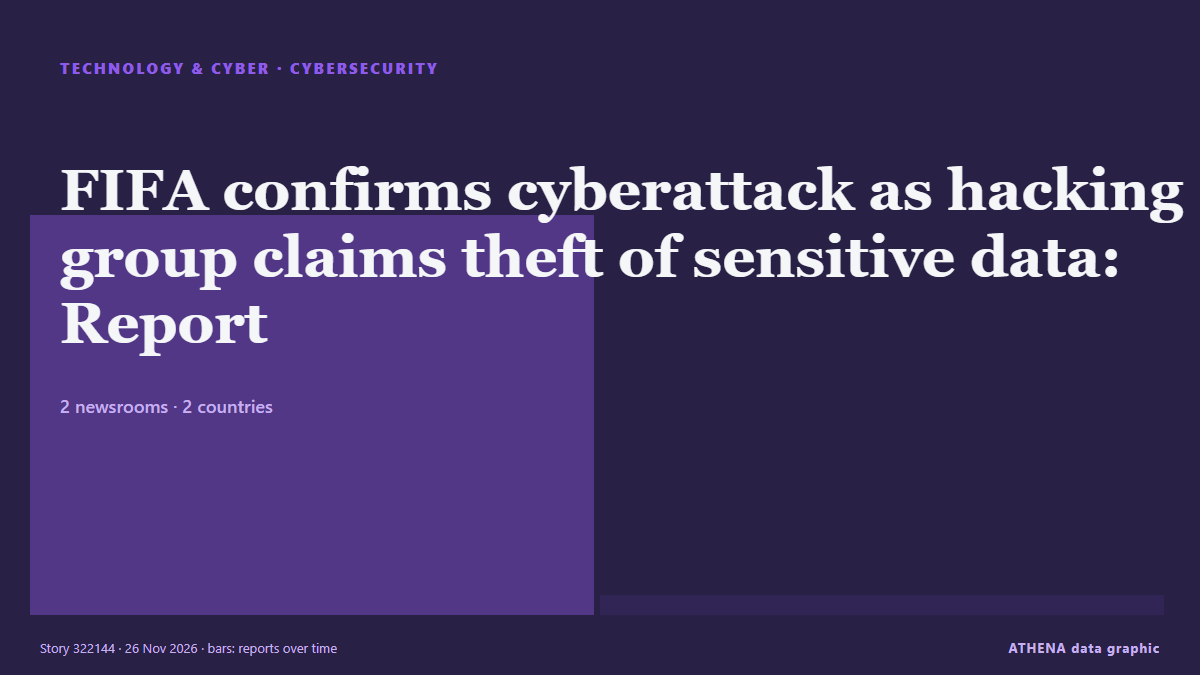 TECHNOLOGY & CYBER · CYBERSECURITY
FIFA confirms cyberattack as hacking
group claims theft of sensitive data:
Report
2 newsrooms · 2 countries
Story 322144 · 26 Nov 2026 · bars: reports over time
ATHENA data graphic